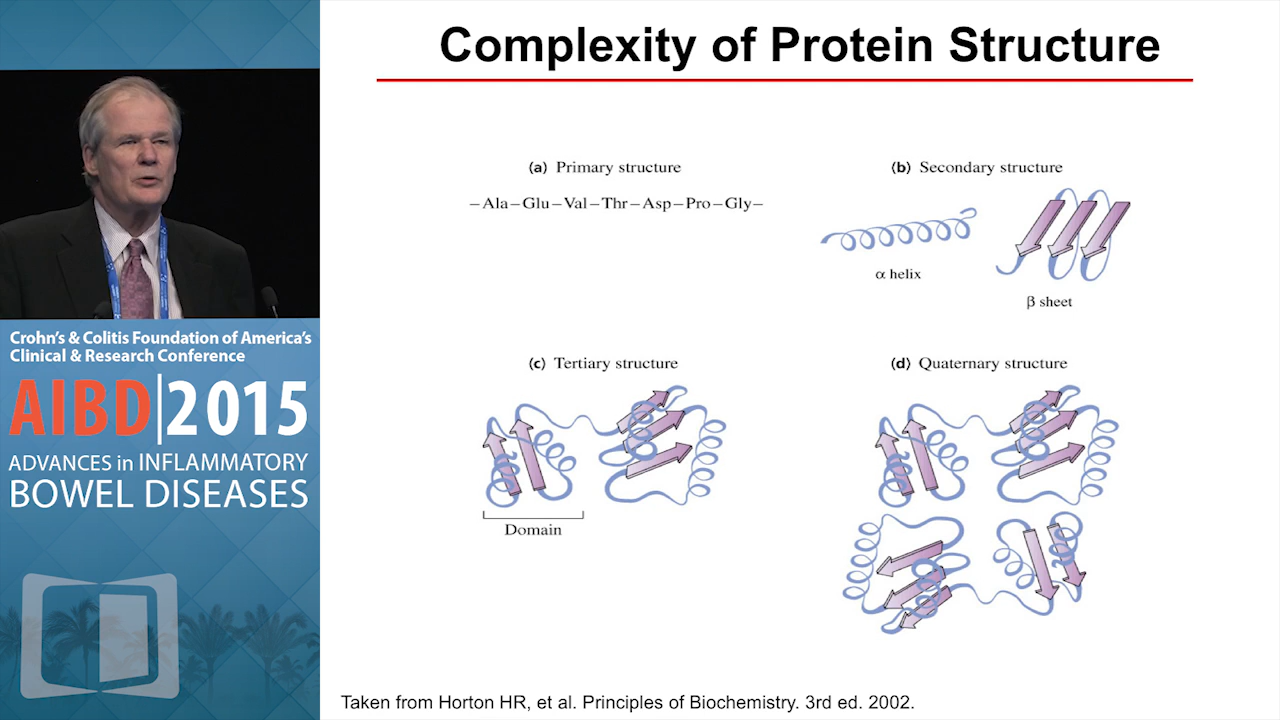 Complexity of Protein Structure
(a) Primary structure
–Ala–Glu–Val–Thr–Asp–Pro–Gly–
(b) Secondary structure
α helix
β sheet
(c) Tertiary structure
Domain
(d) Quaternary structure
Taken from Horton HR, et al. Principles of Biochemistry. 3rd ed. 2002.
Crohn's & Colitis Foundation of America's
Clinical & Research Conference
AIBD|2015
ADVANCES in INFLAMMATORY
BOWEL DISEASES